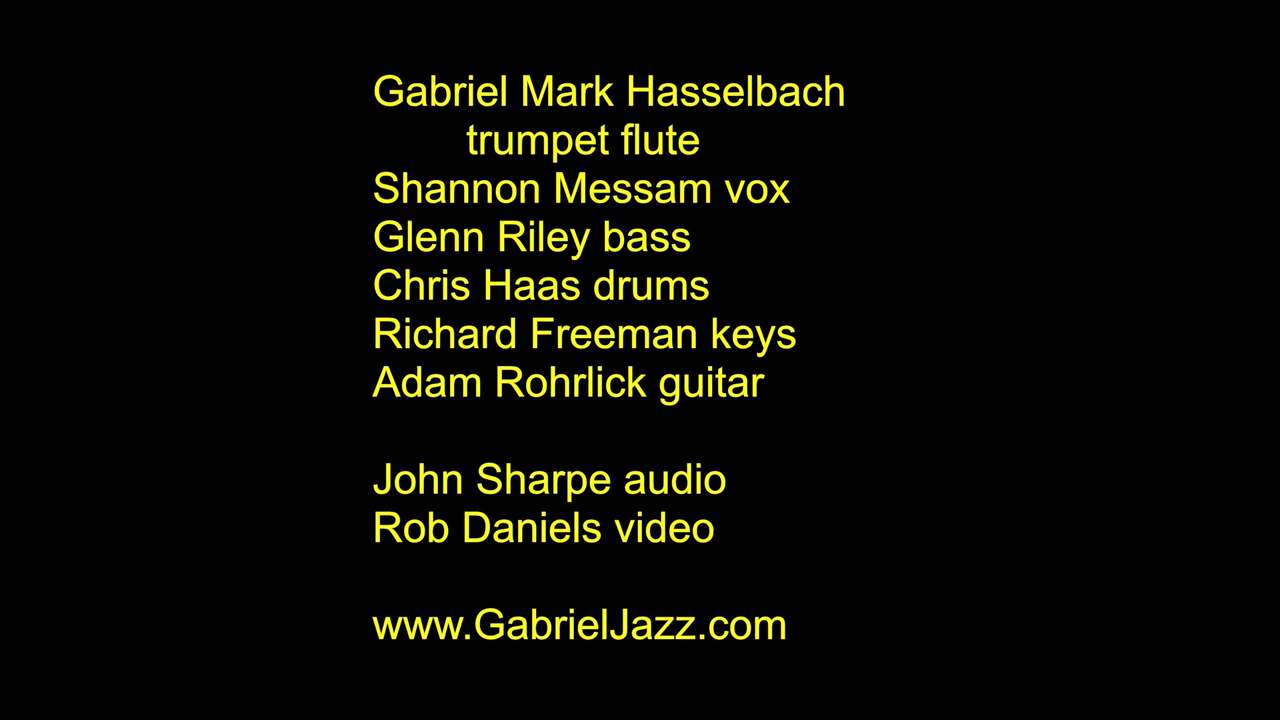 Gabriel Mark Hasselbach
trumpet flute
Shannon Messam vox
Glenn Riley bass
Chris Haas drums
Richard Freeman keys
Adam Rohrlick guitar
John Sharpe audio
Rob Daniels video
www.GabrielJazz.com